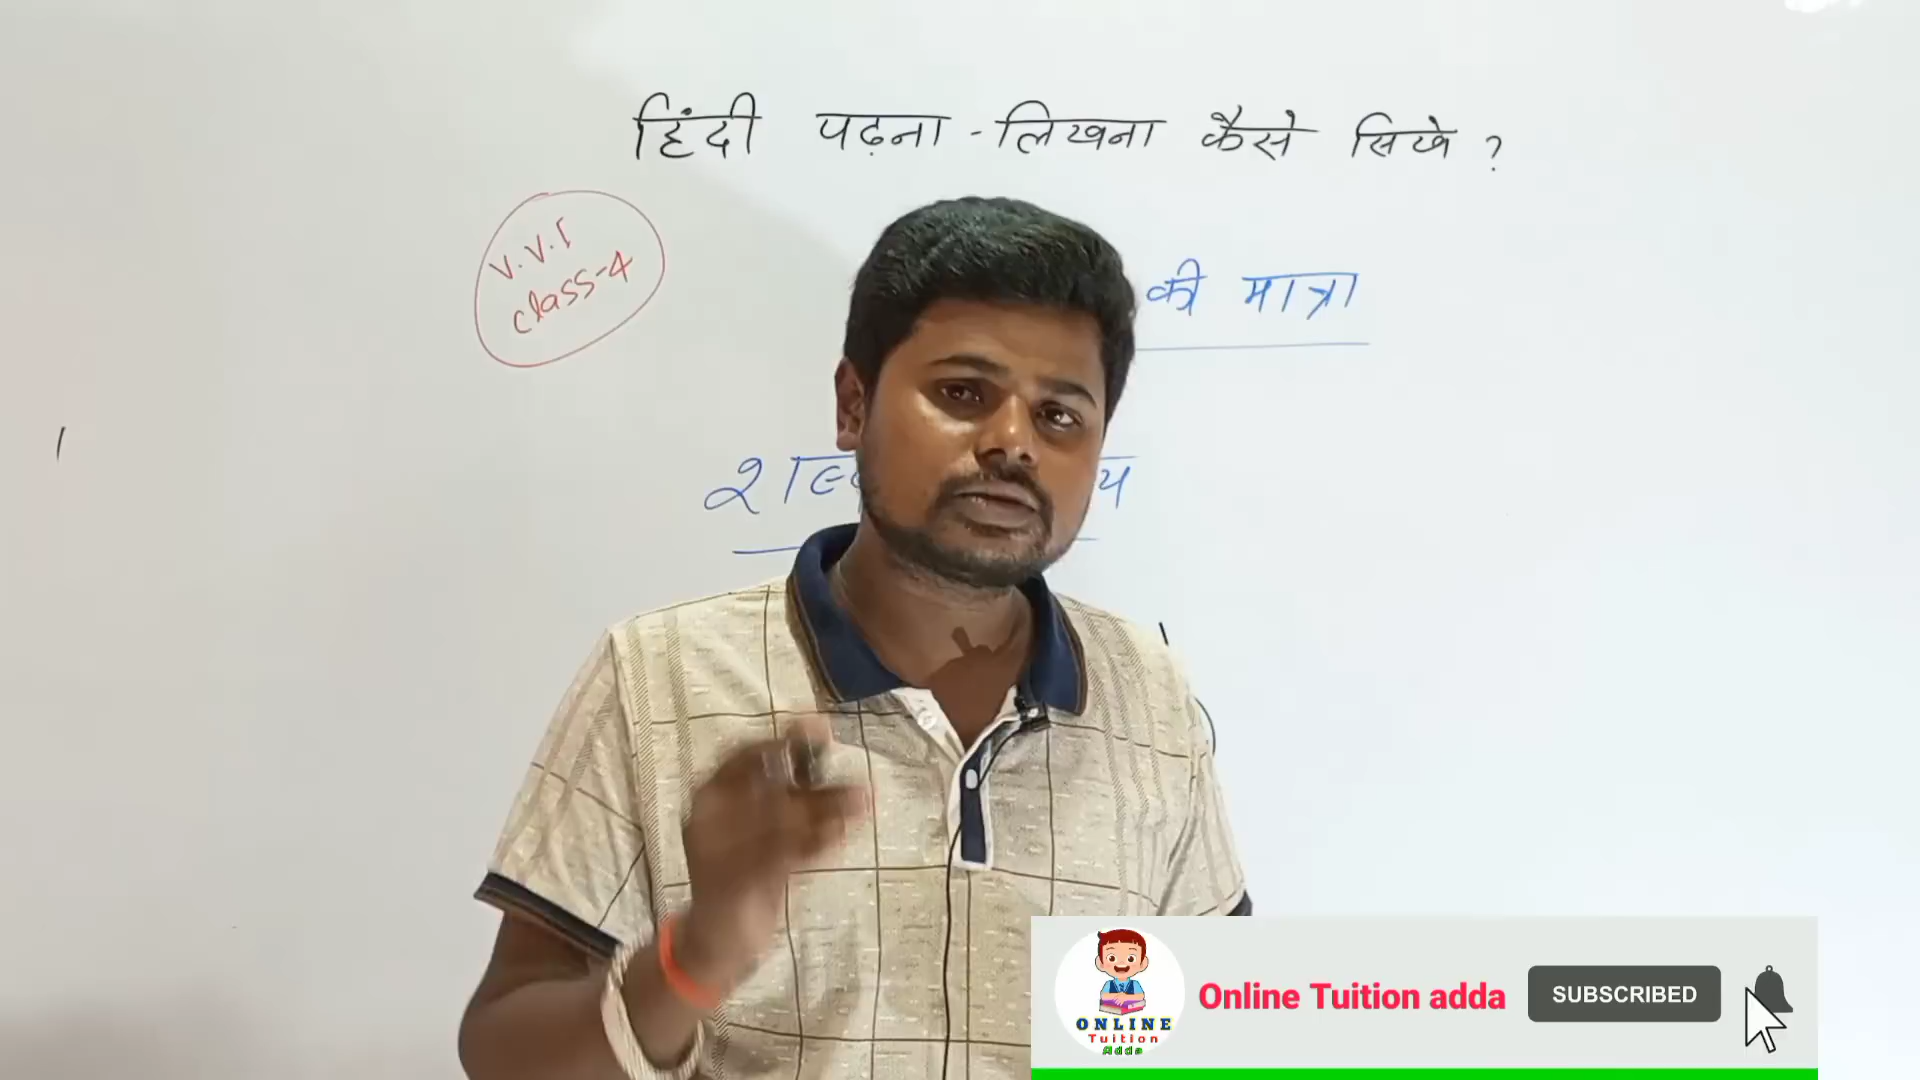 हिंदी पढ़ना - लिखना कैसे सिखे ?
V.V.I
class-4
की मात्रा
Online Tuition adda
SUBSCRIBED
ONLINE
Tuition
Adda